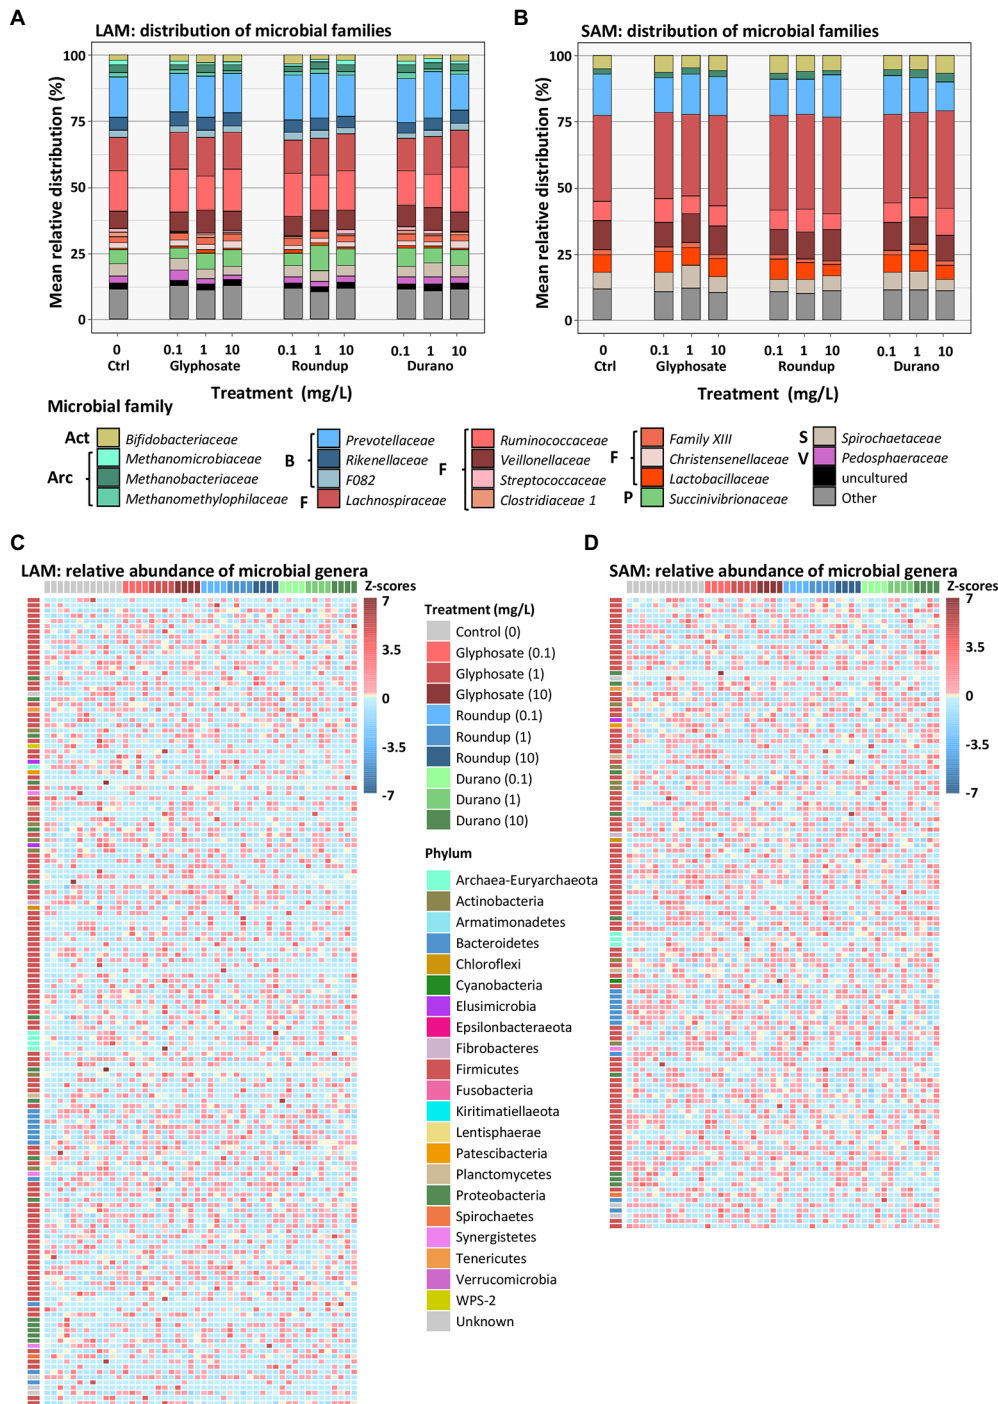 A
LAM: distribution of microbial families
Mean relative distribution (%)
100
75
50
25
0
0 0.1 1 10 0.1 1 10 0.1 1 10
Ctrl Glyphosate Roundup Durano
Treatment (mg/L)
B
SAM: distribution of microbial families
Mean relative distribution (%)
100
75
50
25
0
0 0.1 1 10 0.1 1 10 0.1 1 10
Ctrl Glyphosate Roundup Durano
Treatment (mg/L)
Microbial family
Act Bifidobacteriaceae
Arc Methanomicrobiaceae
Methanobacteriaceae
Methanomethylophilaceae
B Prevotellaceae
Rikenellaceae
F082
F Lachnospiraceae
F Ruminococcaceae
Veillonellaceae
Streptococcaceae
Clostridiaceae 1
F Family XIII
Christensenellaceae
Lactobacillaceae
P Succinivibrionaceae
S Spirochaetaceae
V Pedosphaeraceae
uncultured
Other
C
LAM: relative abundance of microbial genera
Z-scores
7
3.5
0
-3.5
-7
Treatment (mg/L)
Control (0)
Glyphosate (0.1)
Glyphosate (1)
Glyphosate (10)
Roundup (0.1)
Roundup (1)
Roundup (10)
Durano (0.1)
Durano (1)
Durano (10)
Phylum
Archaea-Euryarchaeota
Actinobacteria
Armatimonadetes
Bacteroidetes
Chloroflexi
Cyanobacteria
Elusimicrobia
Epsilonbacteraeota
Fibrobacteres
Firmicutes
Fusobacteria
Kiritimatiellaeota
Lentisphaerae
Patescibacteria
Planctomycetes
Proteobacteria
Spirochaetes
Synergistetes
Tenericutes
Verrucomicrobia
WPS-2
Unknown
D
SAM: relative abundance of microbial genera
Z-scores
7
3.5
0
-3.5
-7